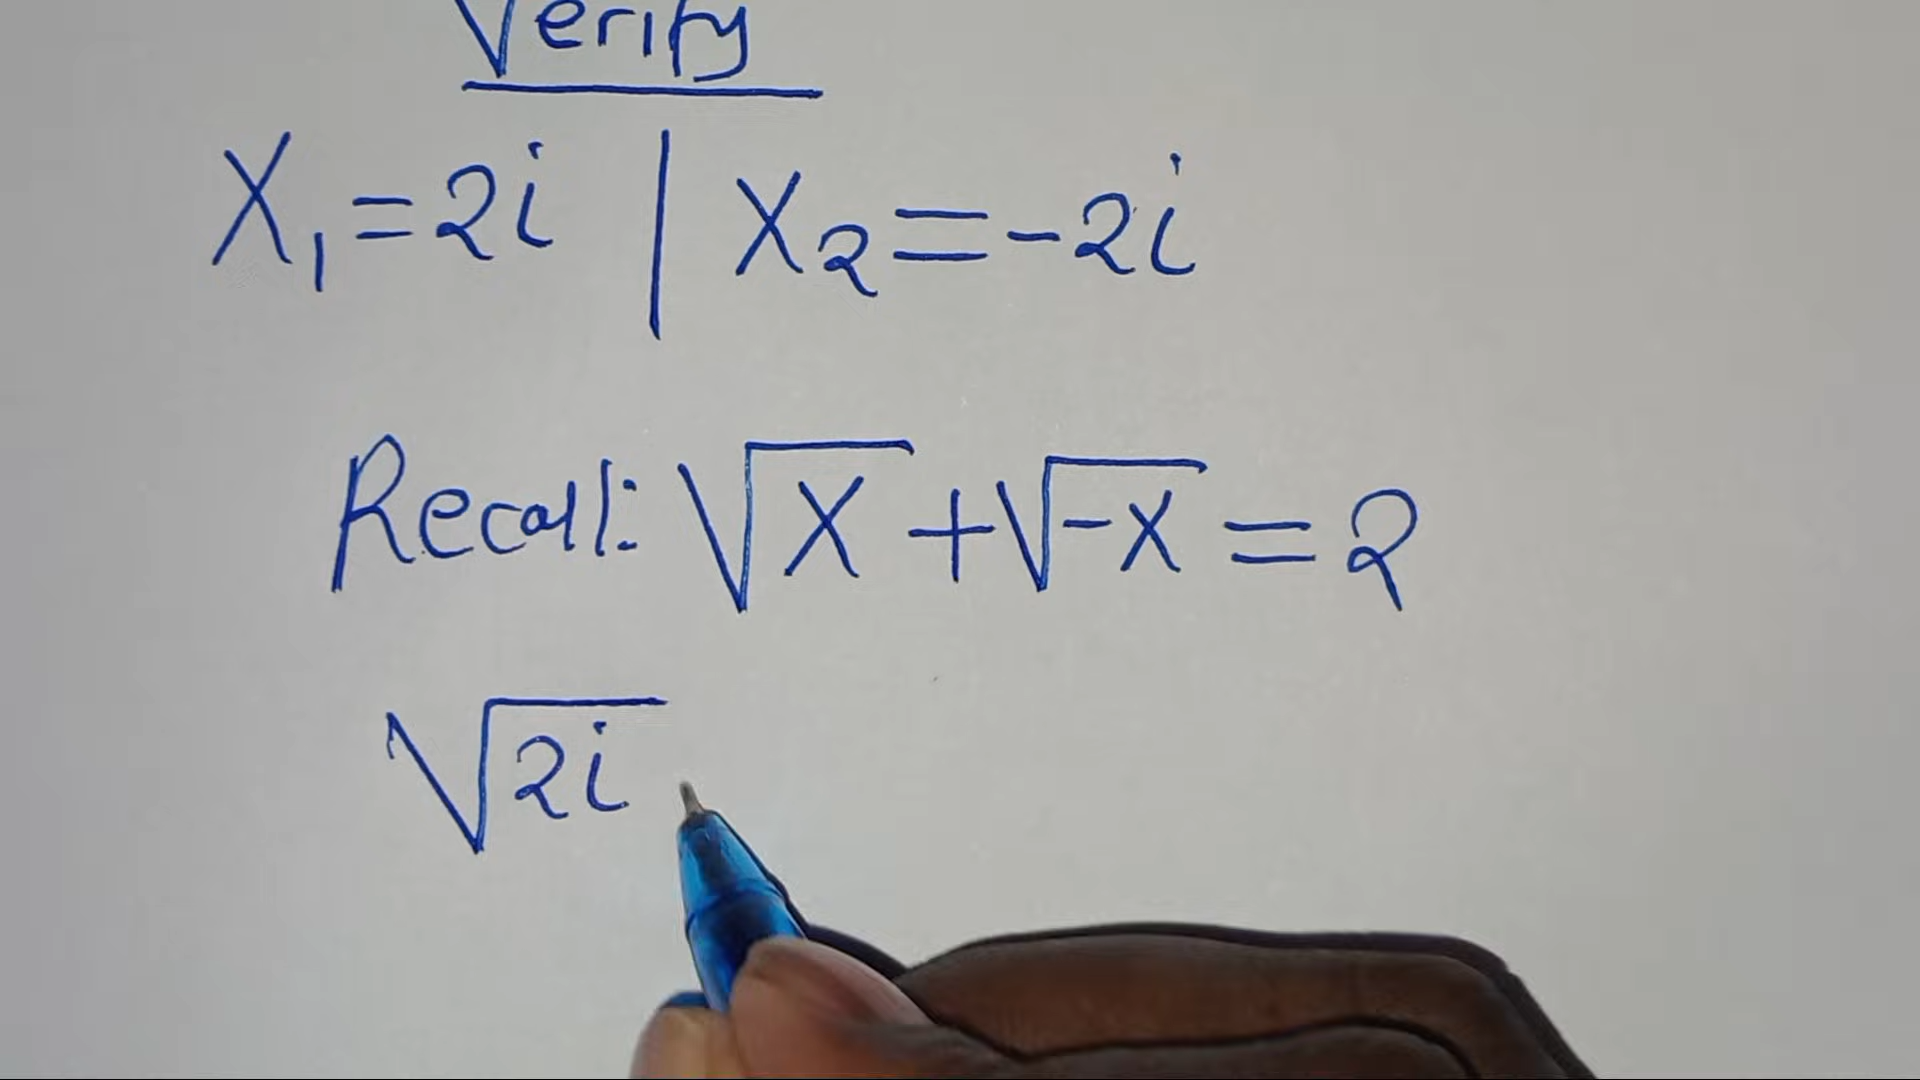 Verify
X₁=2i | X₂=-2i
Recall: √X+√-X=2
√2i